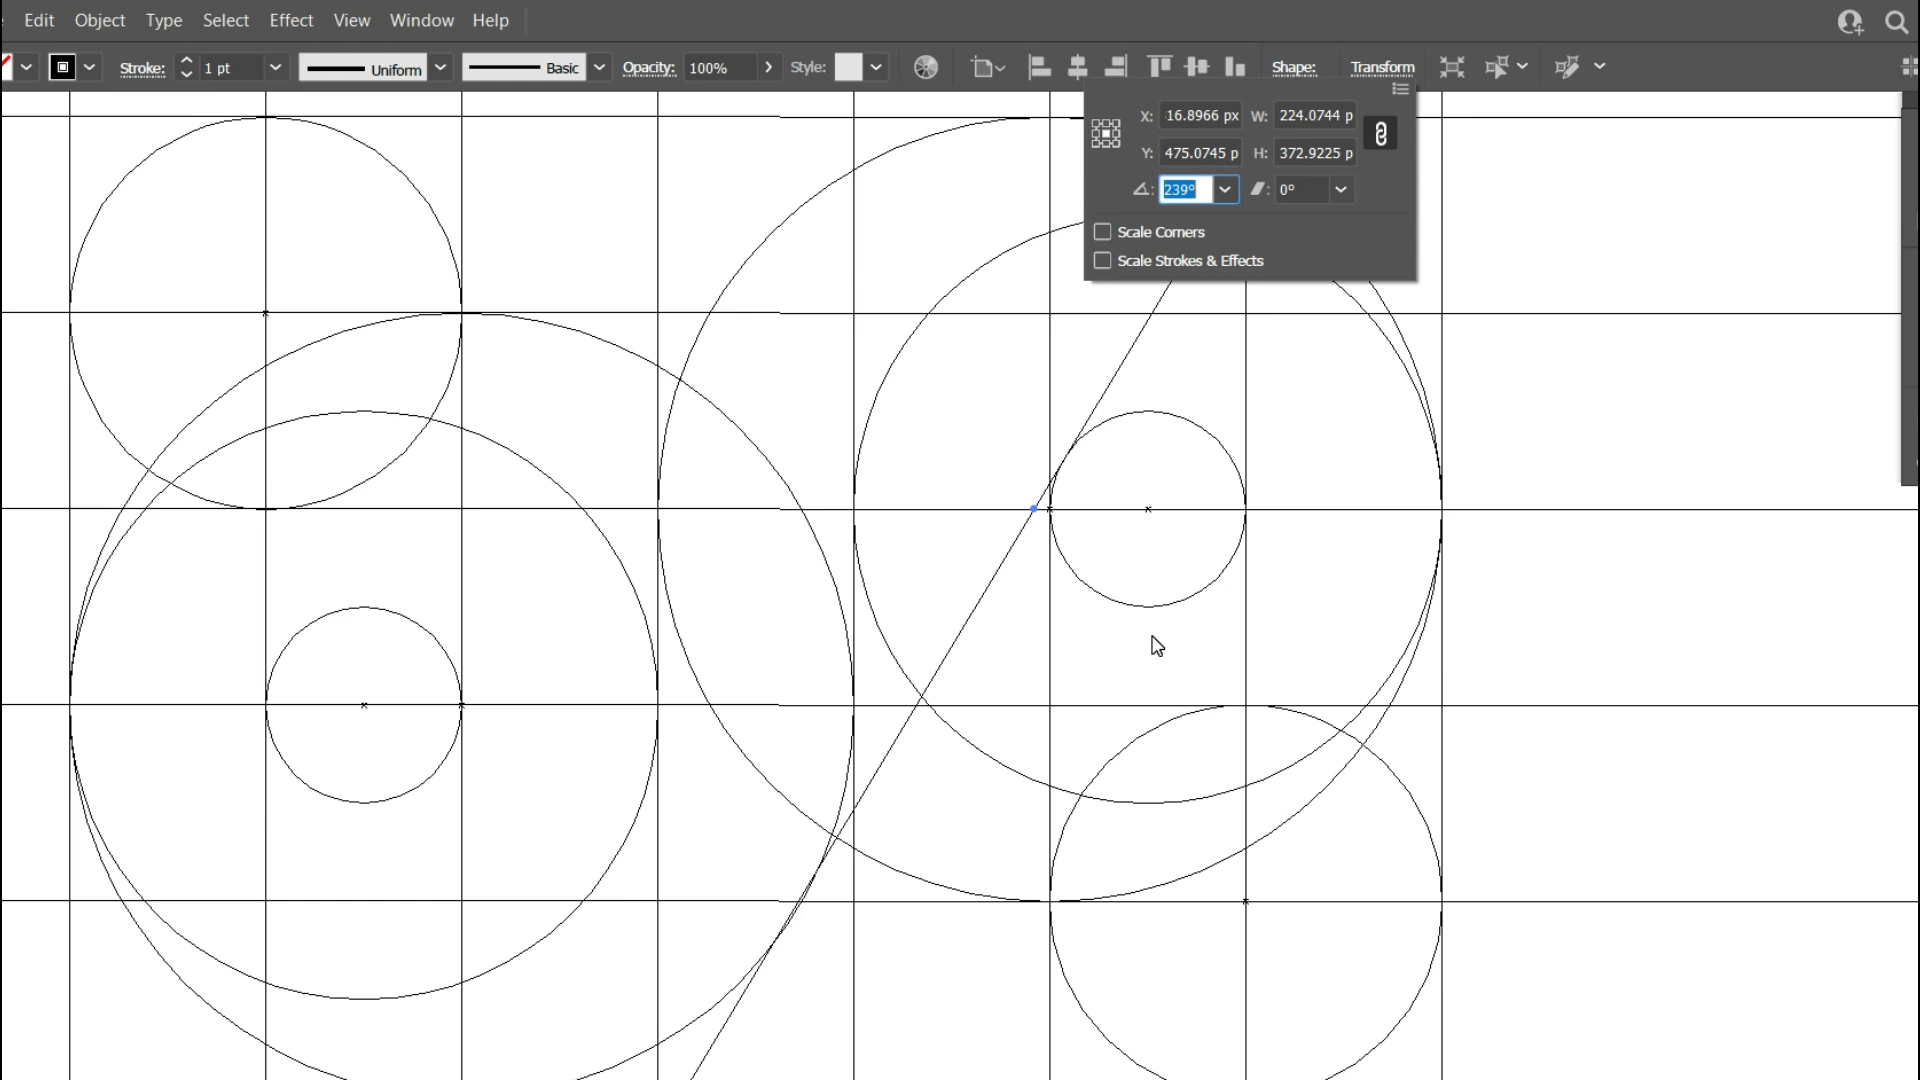 Edit Object Type Select Effect View Window Help
Stroke: 1 pt Uniform Basic Opacity: 100% Style: Shape: Transform
X: 16.8966 px W: 224.0744 p
Y: 475.0745 p H: 372.9225 p
239° 0°
Scale Corners
Scale Strokes & Effects